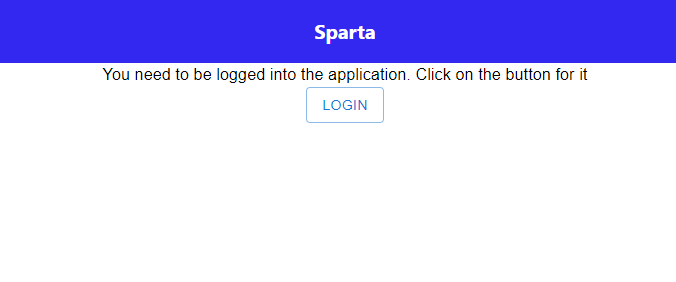 Sparta
You need to be logged into the application. Click on the button for it
LOGIN